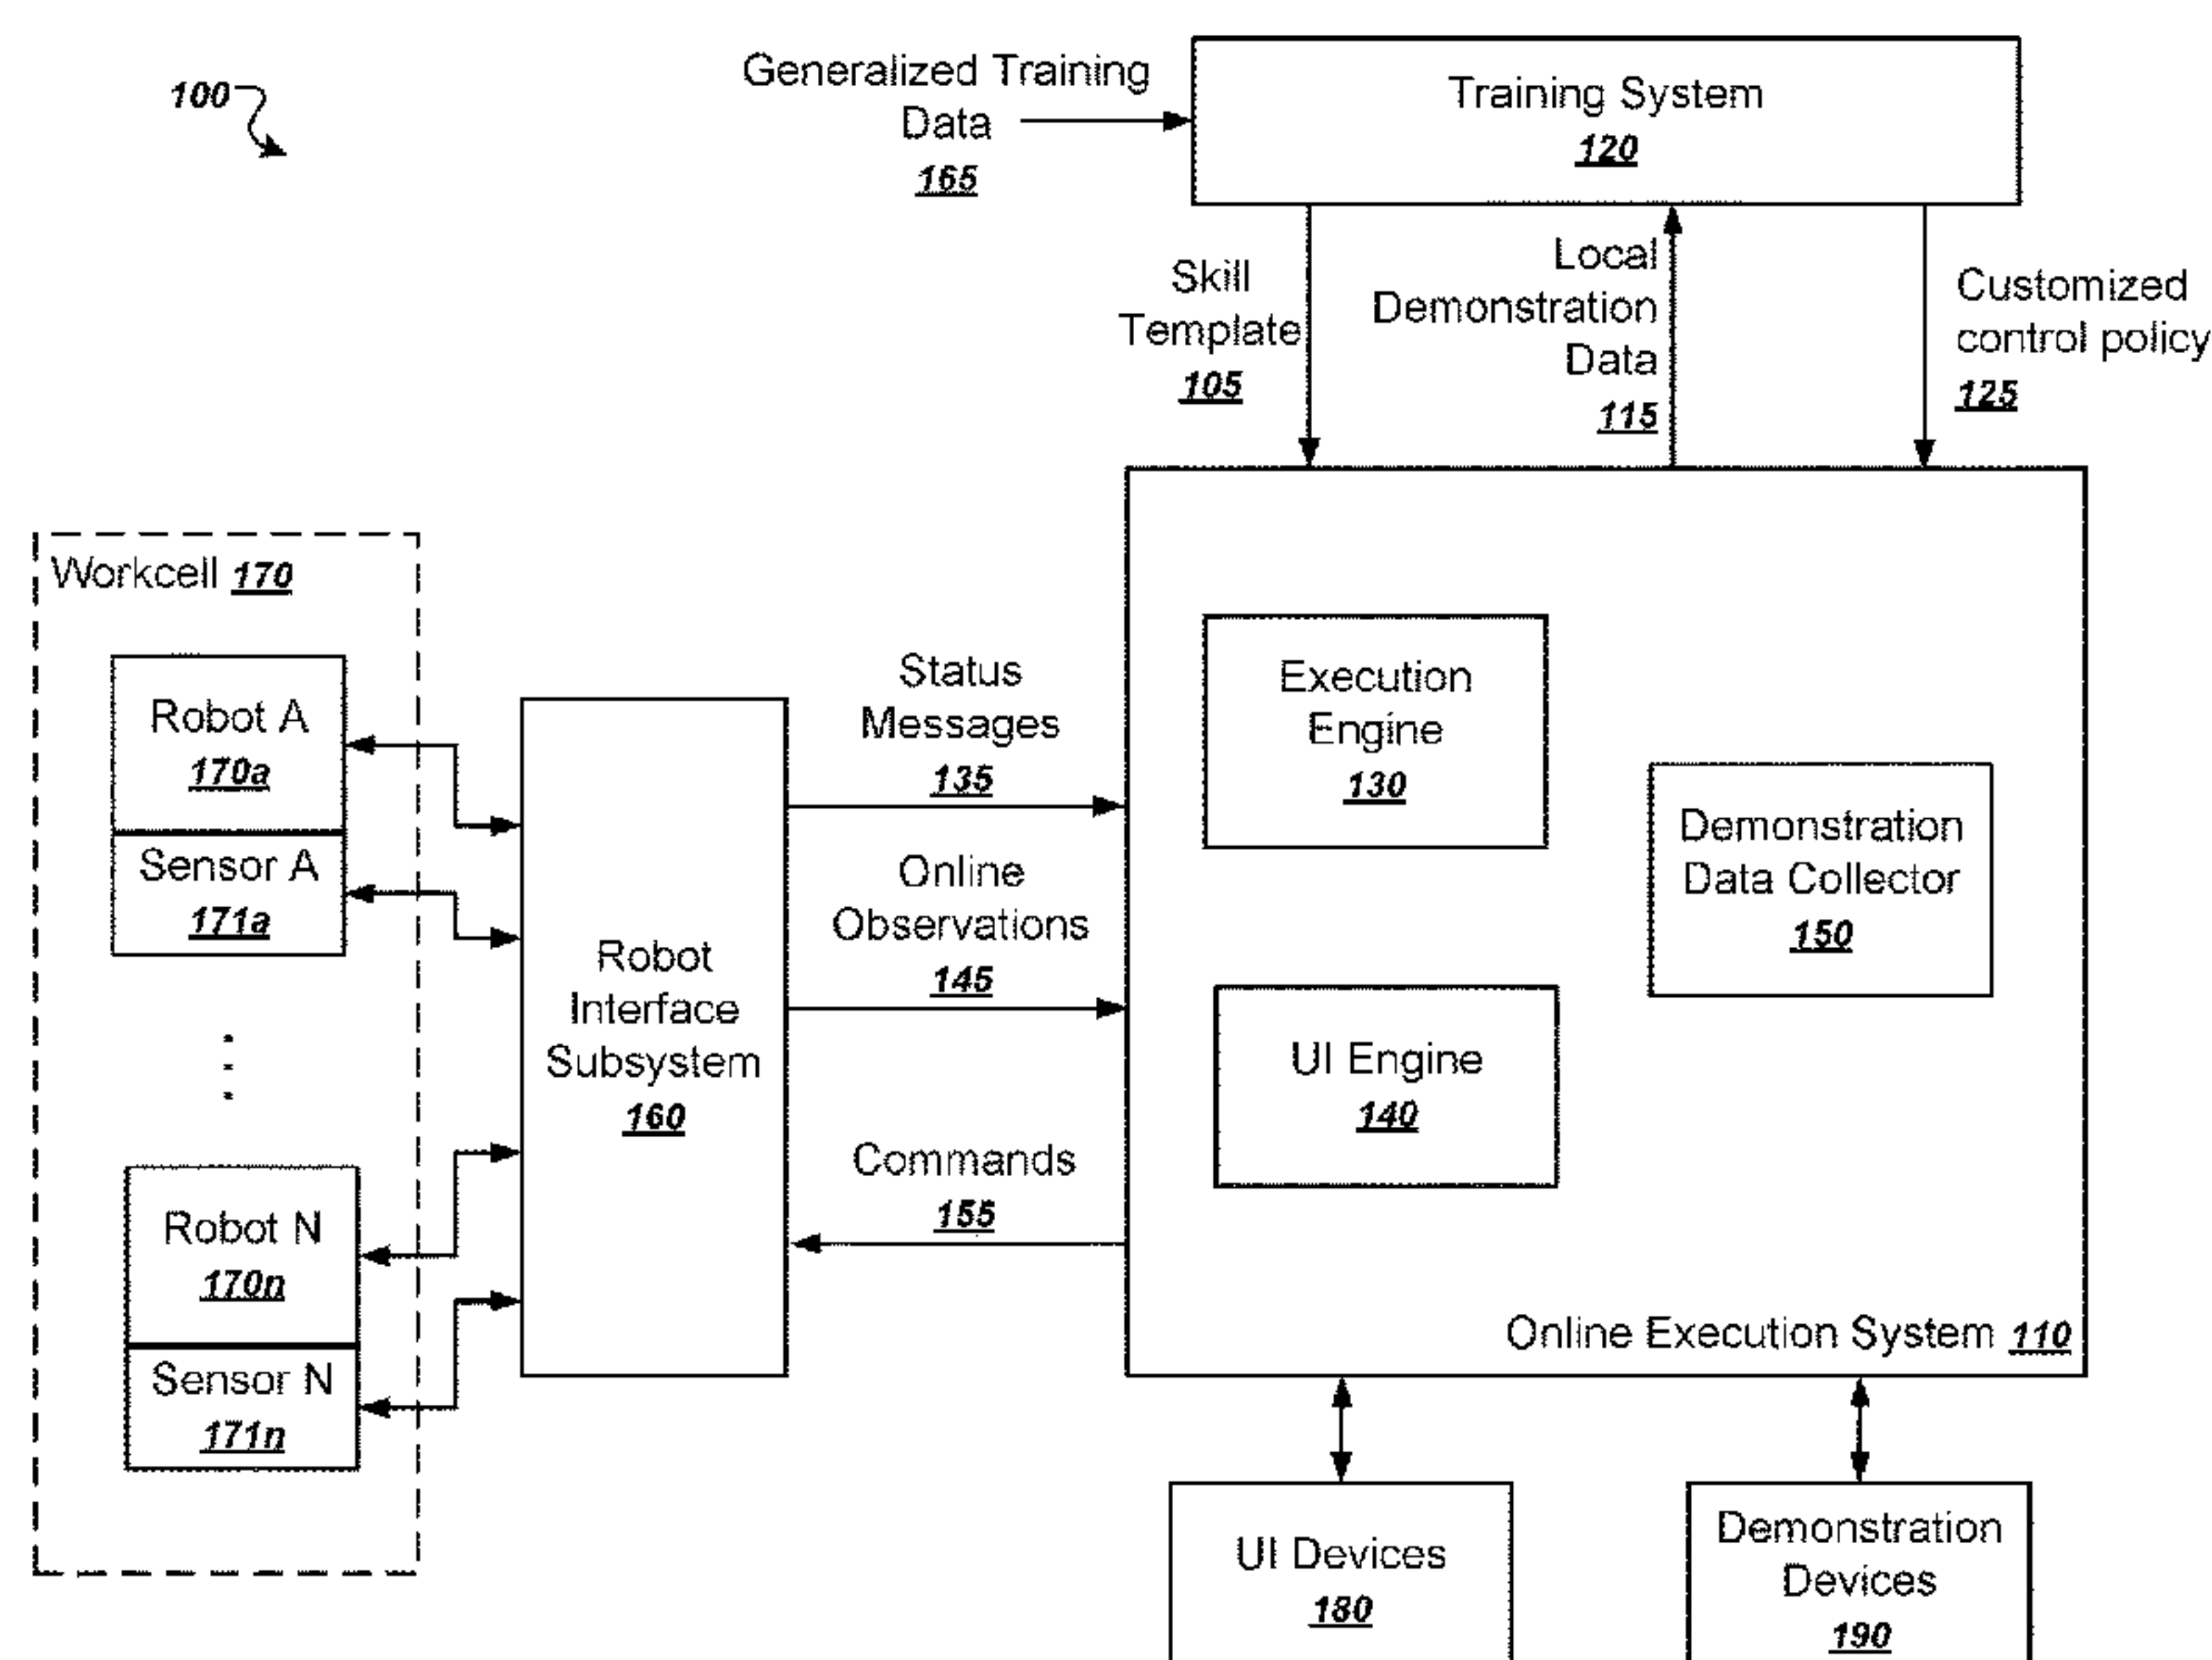 100
Generalized Training
Data
165
Training System
120
Skill
Template
105
Local
Demonstration
Data
115
Customized
control policy
125
Workcell 170
Robot A
170a
Sensor A
171a
Robot N
170n
Sensor N
171n
Robot
Interface
Subsystem
160
Status
Messages
135
Online
Observations
145
Commands
155
Execution
Engine
130
Demonstration
Data Collector
150
UI Engine
140
Online Execution System 110
UI Devices
180
Demonstration
Devices
190